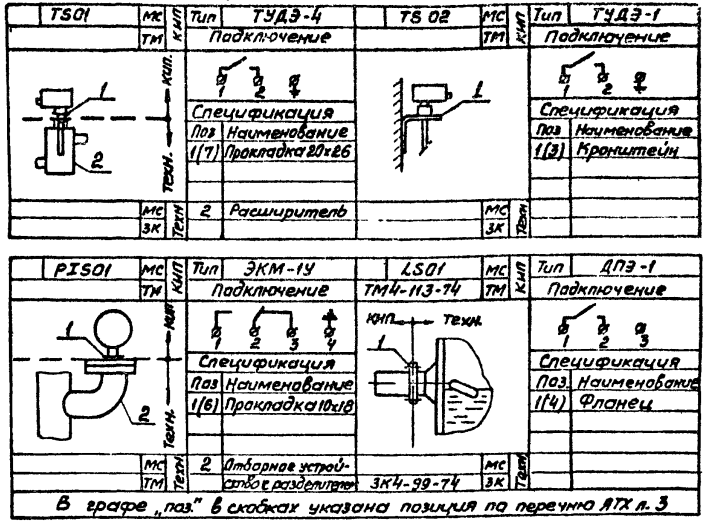 TS01 МС КИП Тип ТУДЭ-4 TS02 МС КИП Тип ТУДЭ-1
ТМ Подключение ТМ Подключение
кип.
1 2
1 2
1
1
Спецификация
Спецификация
Поз Наименование
Поз Наименование
1(7) Прокладка 20х26
1(3) Кронштейн
2
техн.
МС Техн 2 Расширитель МС Техн
ЗК ЗК
PIS01 МС КИП Тип ЭКМ-1У LS01 МС КИП Тип ДПЭ-1
ТМ Подключение ТМ4-113-74 ТМ Подключение
кип
КИП Техн.
1
1 2 3 4
1
1 2 3
Спецификация
Спецификация
Поз Наименование
Поз Наименование
1(6) Прокладка 10х18
1(4) Фланец
2
Техн.
МС Техн 2 Отборное устрой- МС Техн
ТМ ство с разделителем ЗК4-99-74 ЗК
В графе „поз." в скобках указана позиция по перечню АТХ л. 3